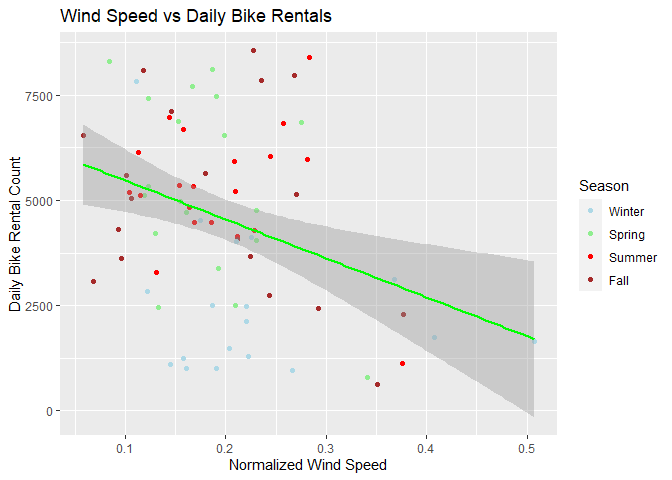 Wind Speed vs Daily Bike Rentals
Daily Bike Rental Count
7500
5000
2500
0
0.1 0.2 0.3 0.4 0.5
Normalized Wind Speed
Season
Winter
Spring
Summer
Fall